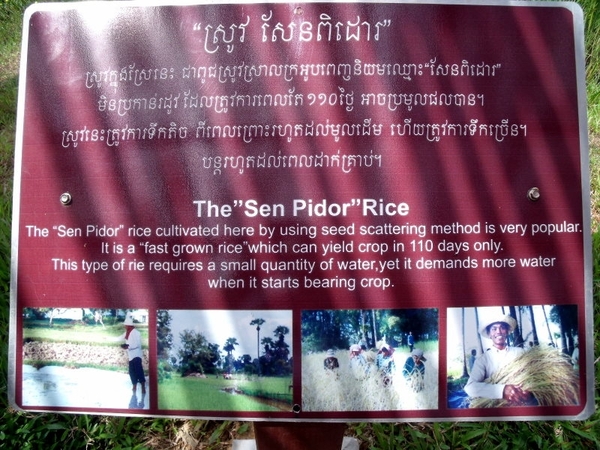 “ស្រូវ សែនពិដោរ”
ស្រូវក្នុងស្រែនេះ ជាពូជស្រូវស្រាលក្រអូបពេញនិយមឈ្មោះ“សែនពិដោរ”
មិនប្រកាន់រដូវ ដែលត្រូវការពេលតែ ១១០ថ្ងៃ អាចប្រមូលផលបាន។
ស្រូវនេះត្រូវការទឹកតិច ពីពេលព្រោះរហូតដល់មូលដើម ហើយត្រូវការទឹកច្រើន។
បន្តរហូតដល់ពេលដាក់គ្រាប់។
The”Sen Pidor”Rice
The “Sen Pidor” rice cultivated here by using seed scattering method is very popular.
It is a “fast grown rice”which can yield crop in 110 days only.
This type of rie requires a small quantity of water,yet it demands more water
when it starts bearing crop.